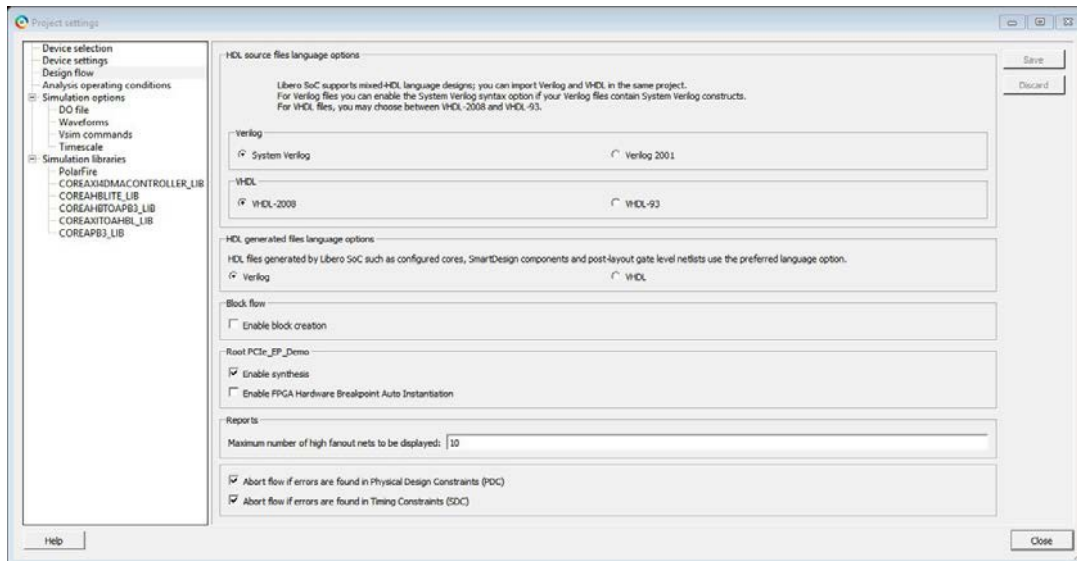 Project settings
Device selection
Device settings
Design flow
Analysis operating conditions
Simulation options
DO file
Waveforms
Vsim commands
Timescale
Simulation libraries
PolarFire
COREAXI4DMACONTROLLER_LIB
COREAHBLITE_LIB
COREAHBTOAPB3_LIB
COREAXITOAHBL_LIB
COREAPB3_LIB
HDL source files language options
Libero SoC supports mixed-HDL language designs; you can import Verilog and VHDL in the same project.
For Verilog files you can enable the System Verilog syntax option if your Verilog files contain System Verilog constructs.
For VHDL files, you may choose between VHDL-2008 and VHDL-93.
Verilog
System Verilog Verilog 2001
VHDL
VHDL-2008 VHDL-93
HDL generated files language options
HDL files generated by Libero SoC such as configured cores, SmartDesign components and post-layout gate level netlists use the preferred language option.
Verilog VHDL
Block flow
Enable block creation
Root PCIe_EP_Demo
Enable synthesis
Enable FPGA Hardware Breakpoint Auto Instantiation
Reports
Maximum number of high fanout nets to be displayed: 10
Abort flow if errors are found in Physical Design Constraints (PDC)
Abort flow if errors are found in Timing Constraints (SDC)
Save
Discard
Help
Close